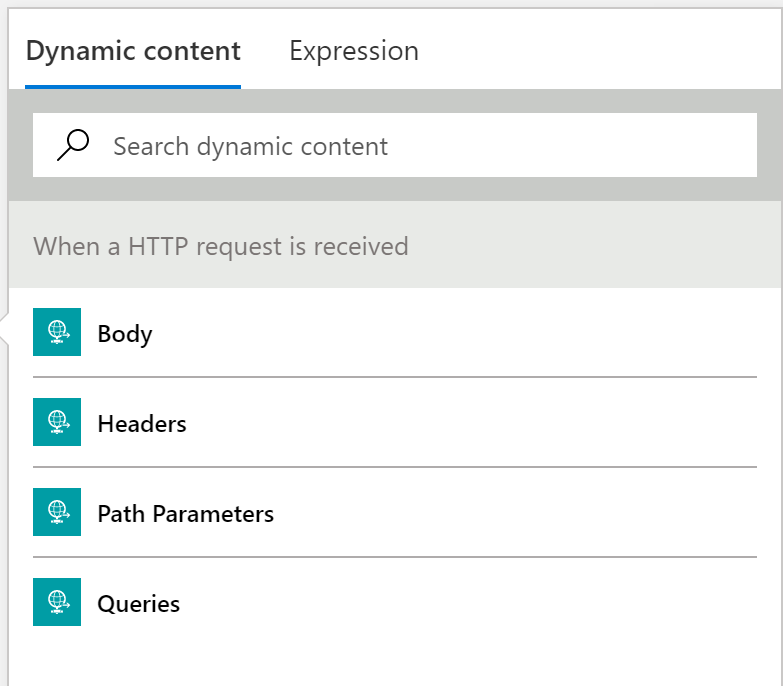 Dynamic content Expression
Search dynamic content
When a HTTP request is received
Body
Headers
Path Parameters
Queries